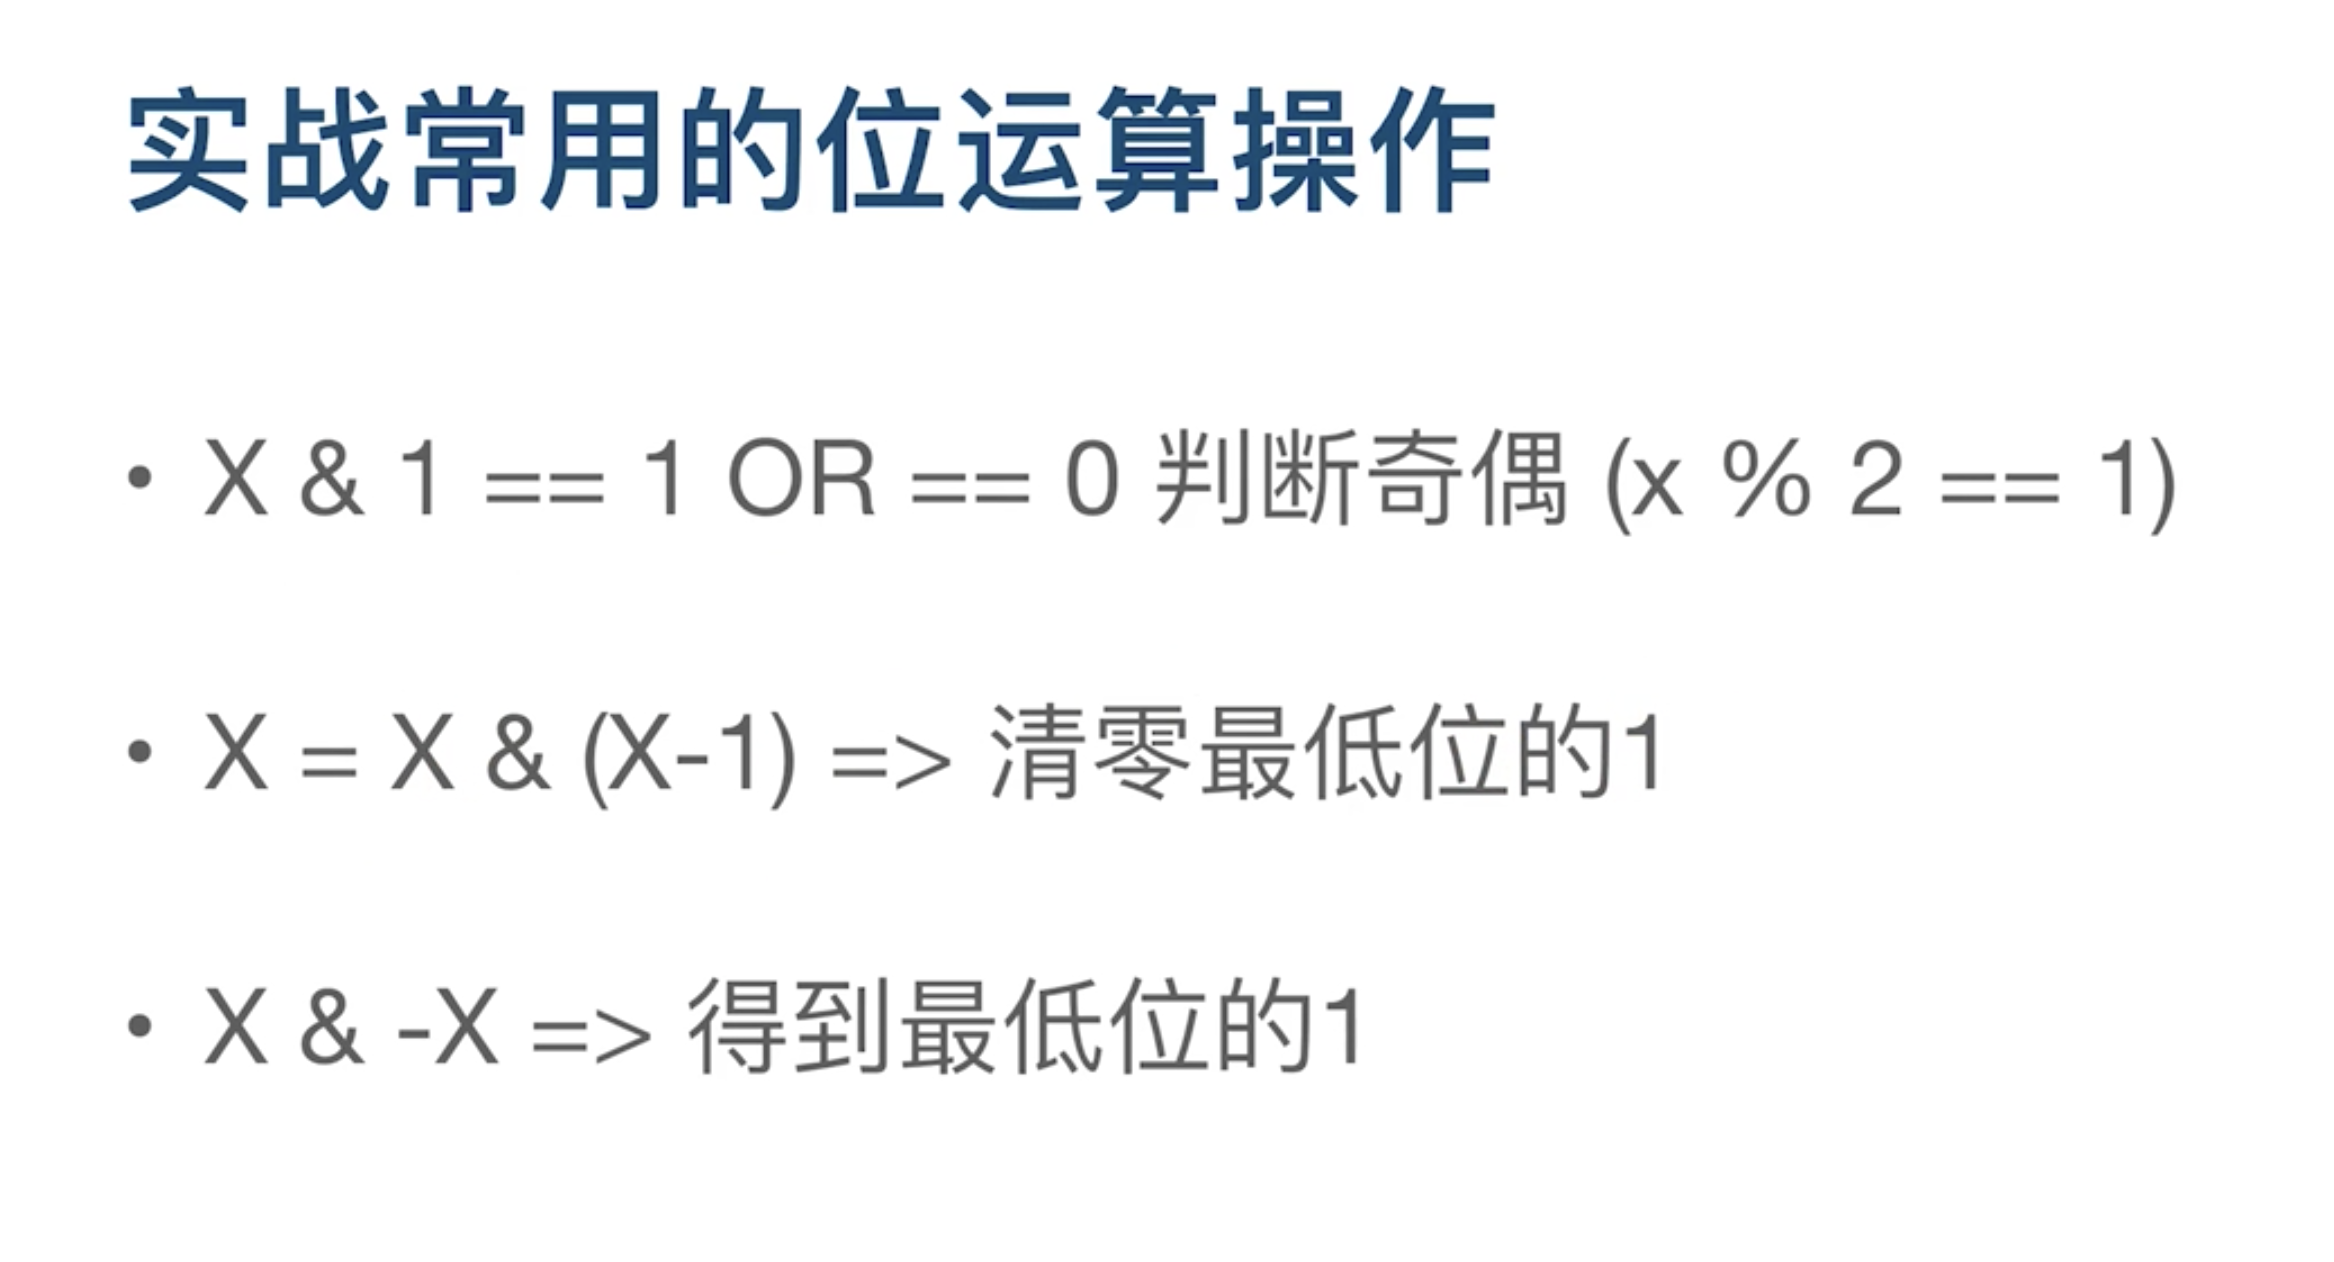 实战常用的位运算操作
• X & 1 == 1 OR == 0 判断奇偶 (x % 2 == 1)
• X = X & (X-1) => 清零最低位的1
• X & -X => 得到最低位的1